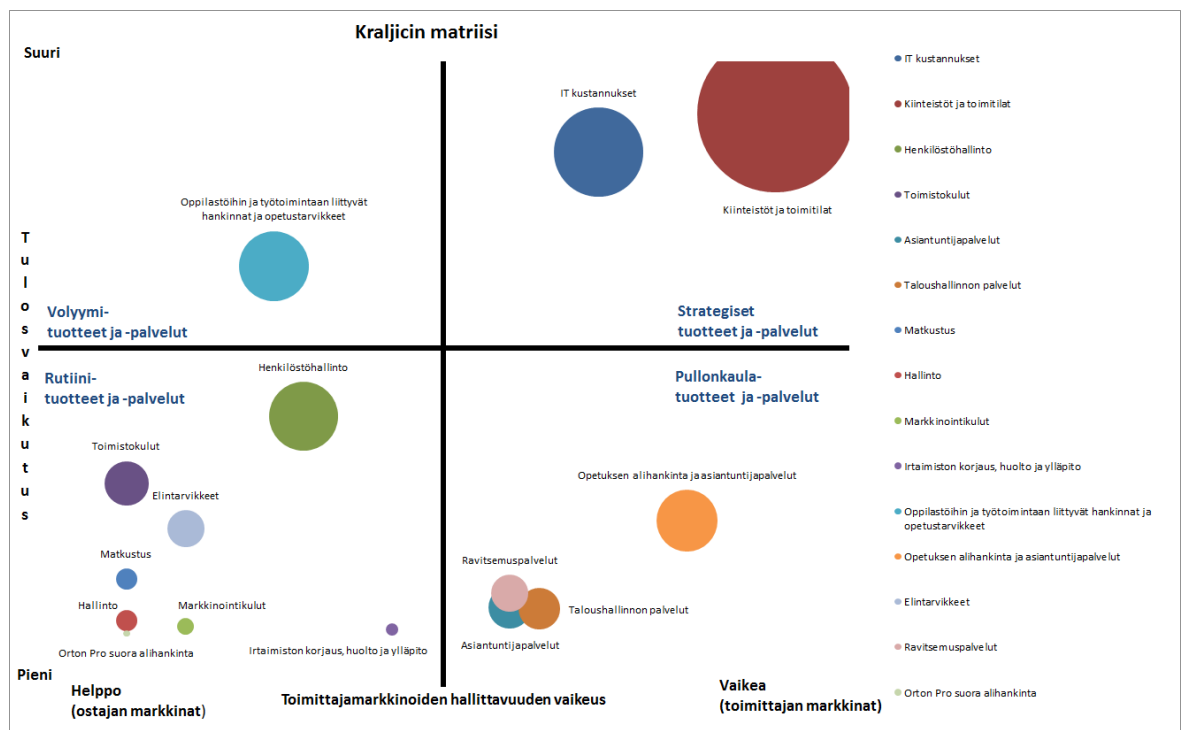 Kraljicin matriisi
Suuri
IT kustannukset
Kiinteistöt ja toimitilat
Oppilastöihin ja työtoimintaan liittyvät
hankinnat ja opetustarvikkeet
Tulosvaikutus
Volyymi-
tuotteet ja -palvelut
Strategiset
tuotteet ja -palvelut
Rutiini-
tuotteet ja -palvelut
Henkilöstöhallinto
Pullonkaula-
tuotteet ja -palvelut
Toimistokulut
Elintarvikkeet
Opetuksen alihankinta ja asiantuntijapalvelut
Matkustus
Ravitsemuspalvelut
Hallinto
Markkinointikulut
Taloushallinnon palvelut
Orton Pro suora alihankinta
Irtaimiston korjaus, huolto ja ylläpito
Asiantuntijapalvelut
Pieni
Helppo
(ostajan markkinat)
Toimittajamarkkinoiden hallittavuuden vaikeus
Vaikea
(toimittajan markkinat)
IT kustannukset
Kiinteistöt ja toimitilat
Henkilöstöhallinto
Toimistokulut
Asiantuntijapalvelut
Taloushallinnon palvelut
Matkustus
Hallinto
Markkinointikulut
Irtaimiston korjaus, huolto ja ylläpito
Oppilastöihin ja työtoimintaan liittyvät hankinnat ja
opetustarvikkeet
Opetuksen alihankinta ja asiantuntijapalvelut
Elintarvikkeet
Ravitsemuspalvelut
Orton Pro suora alihankinta